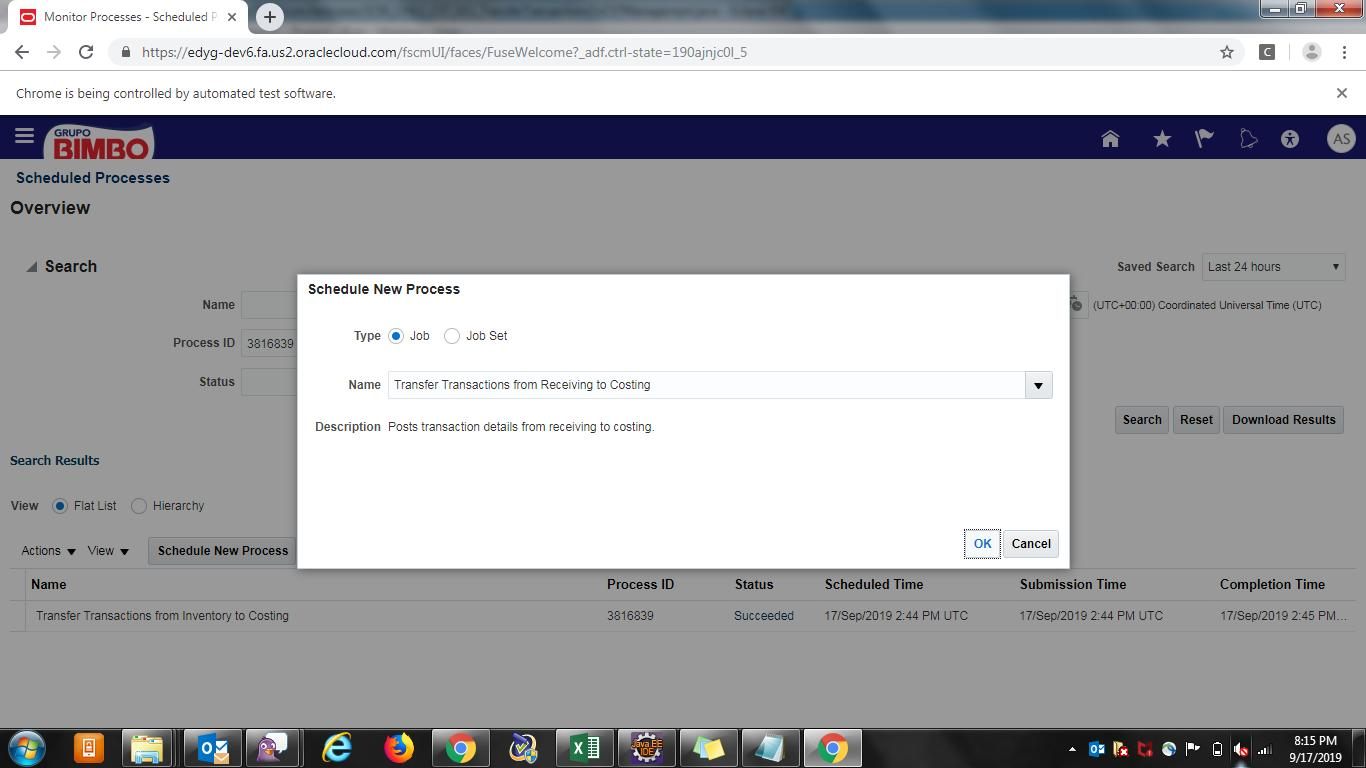 Monitor Processes - Scheduled P
https://edyg-dev6.fa.us2.oraclecloud.com/fscmUI/faces/FuseWelcome?_adf.ctrl-state=190ajnjc0l_5
C
Chrome is being controlled by automated test software.
GRUPO
BIMBO
AS
Scheduled Processes
Overview
Search
Saved Search Last 24 hours
Name
(UTC+00:00) Coordinated Universal Time (UTC)
Process ID 3816839
Status
Search Reset Download Results
Schedule New Process
Type Job Job Set
Name Transfer Transactions from Receiving to Costing
Description Posts transaction details from receiving to costing.
OK Cancel
Search Results
View Flat List Hierarchy
Actions View Schedule New Process
Name Process ID Status Scheduled Time Submission Time Completion Time
Transfer Transactions from Inventory to Costing 3816839 Succeeded 17/Sep/2019 2:44 PM UTC 17/Sep/2019 2:44 PM UTC 17/Sep/2019 2:45 PM...
Java EE
IDE
8:15 PM
9/17/2019